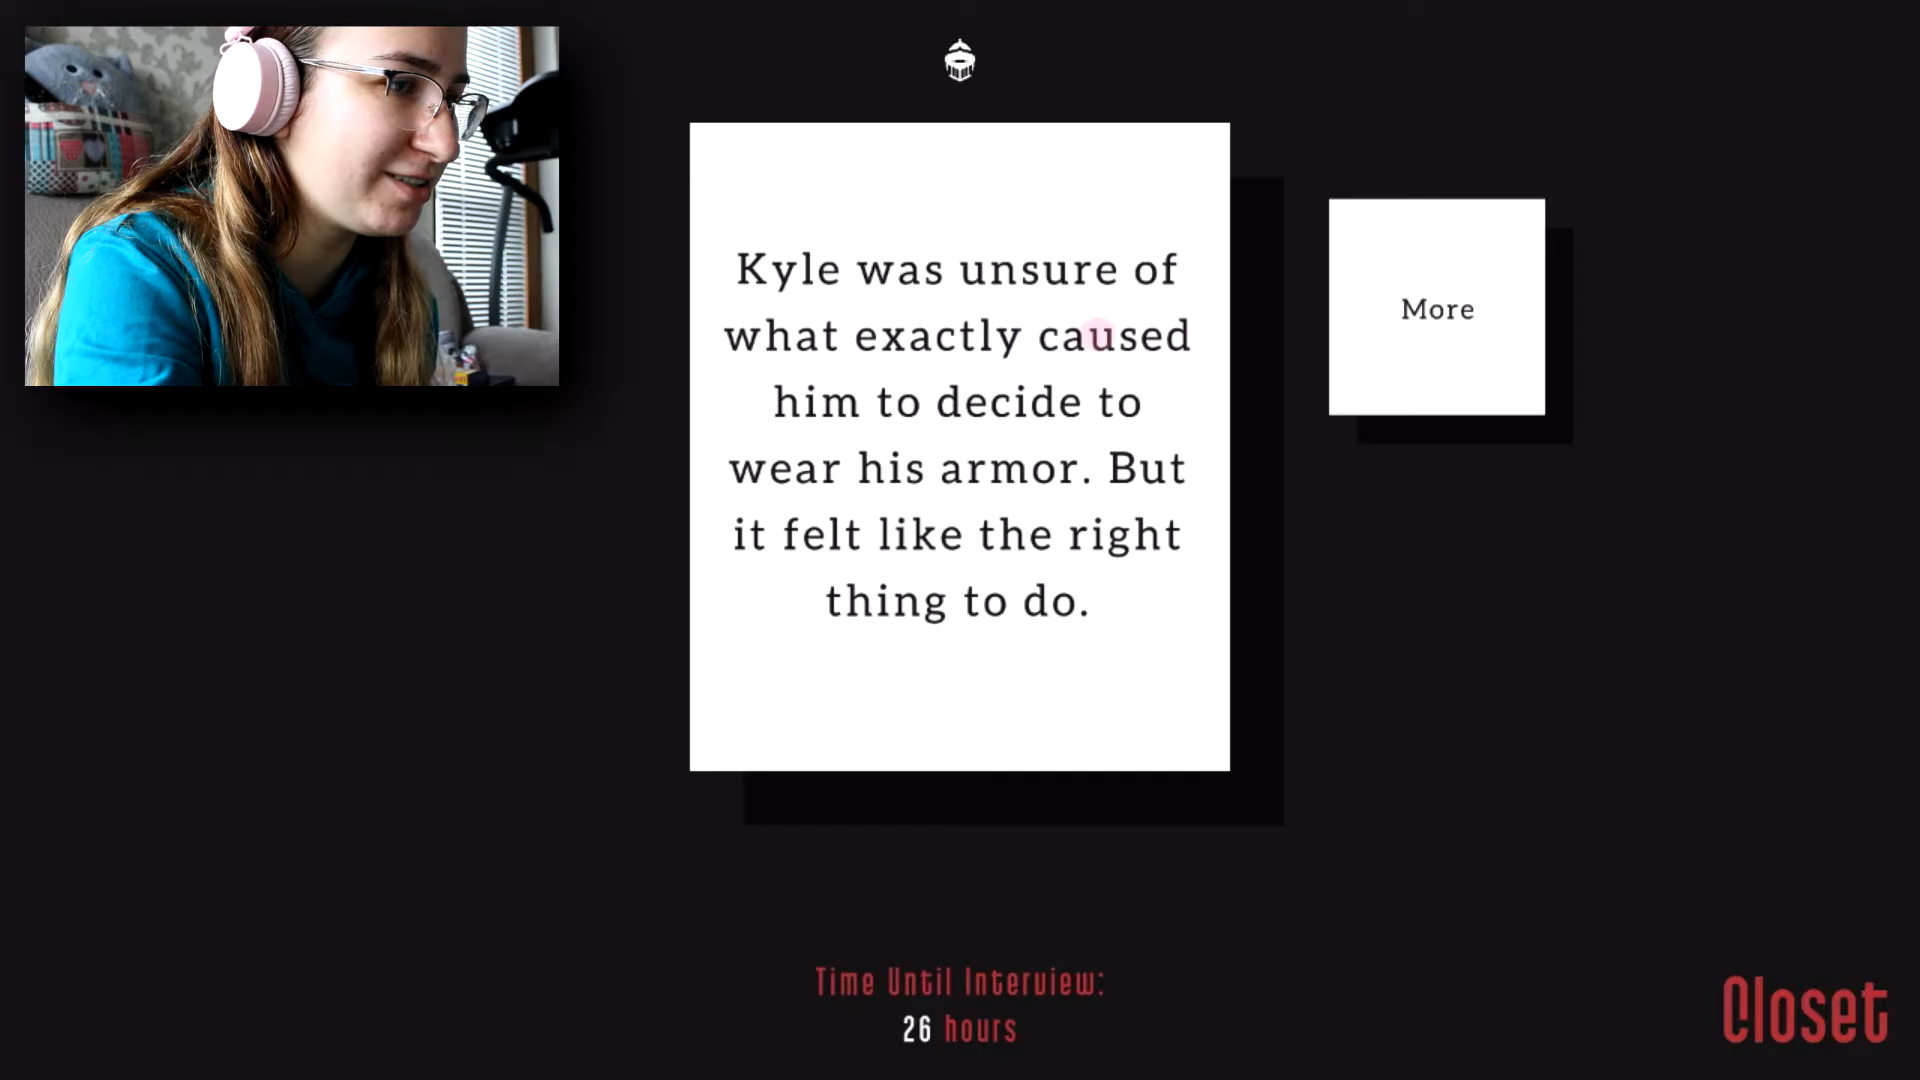 Kyle was unsure of
what exactly caused
him to decide to
wear his armor. But
it felt like the right
thing to do.
More
Time Until Interview:
26 hours
Closet